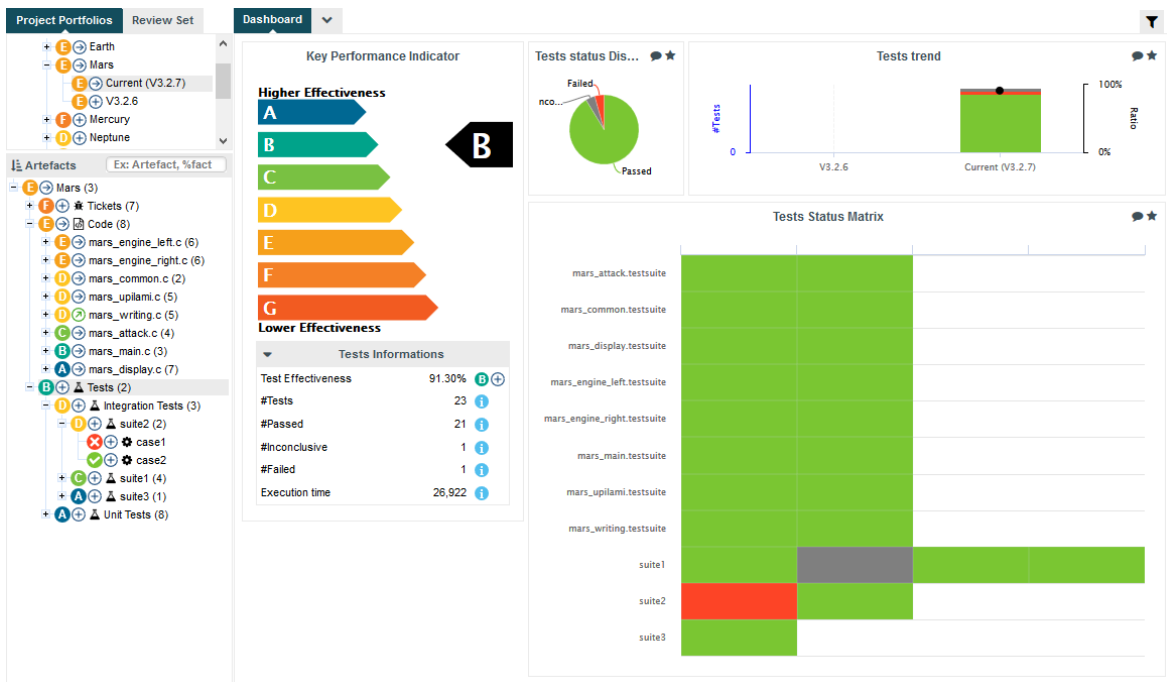 Project Portfolios
Review Set
Dashboard
E Earth
E Mars
E Current (V3.2.7)
E V3.2.6
F Mercury
D Neptune
Artefacts
Ex: Artefact, %fact
E Mars (3)
F Tickets (7)
E Code (8)
E mars_engine_left.c (6)
E mars_engine_right.c (6)
D mars_common.c (2)
D mars_upilami.c (5)
D mars_writing.c (5)
C mars_attack.c (4)
B mars_main.c (3)
A mars_display.c (7)
B Tests (2)
D Integration Tests (3)
D suite2 (2)
case1
case2
C suite1 (4)
A suite3 (1)
A Unit Tests (8)
Key Performance Indicator
Higher Effectiveness
A
B
B
C
D
E
F
G
Lower Effectiveness
Tests Informations
Test Effectiveness 91.30% B
#Tests 23
#Passed 21
#Inconclusive 1
#Failed 1
Execution time 26,922
Tests status Dis...
Failed
nco...
Passed
Tests trend
#Tests
0
100%
Ratio
0%
V3.2.6
Current (V3.2.7)
Tests Status Matrix
mars_attack.testsuite
mars_common.testsuite
mars_display.testsuite
mars_engine_left.testsuite
mars_engine_right.testsuite
mars_main.testsuite
mars_upilami.testsuite
mars_writing.testsuite
suite1
suite2
suite3